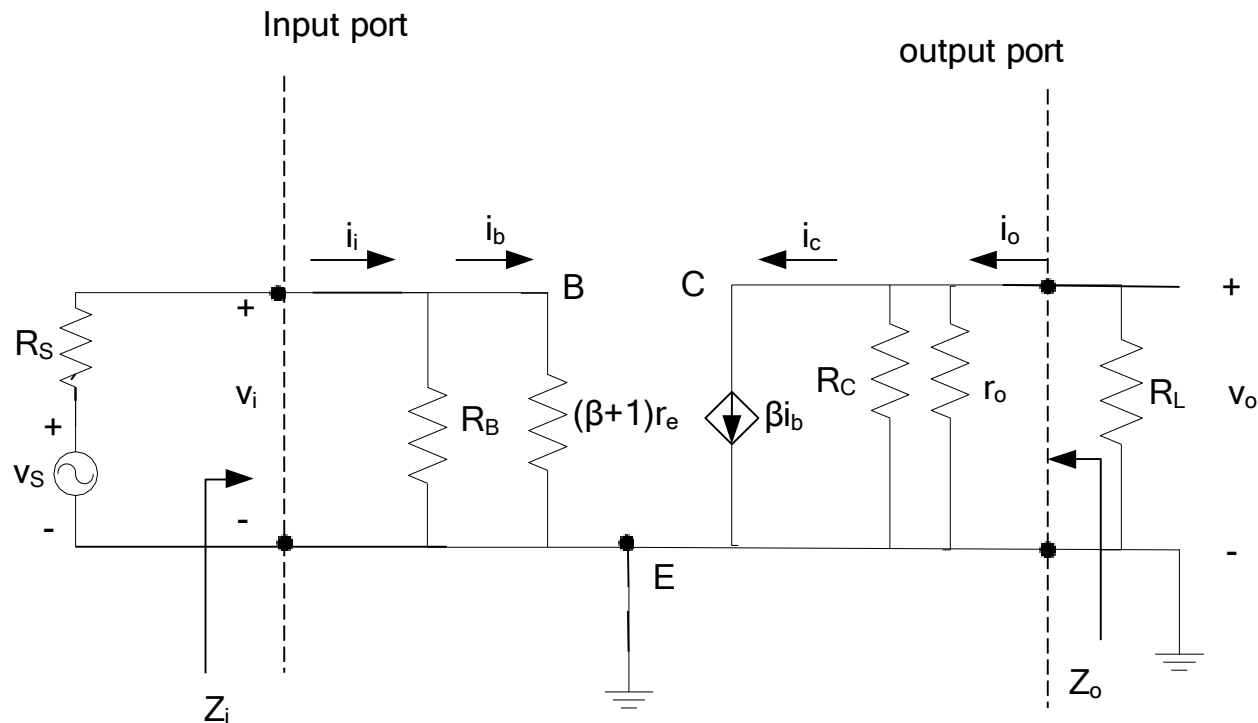 Input port
output port
iᵢ
i_b
i_c
i_o
B
C
+
+
R_S
v_i
R_B
(β+1)r_e
βi_b
R_C
r_o
R_L
v_o
+
v_S
-
-
-
E
Z_i
Z_o